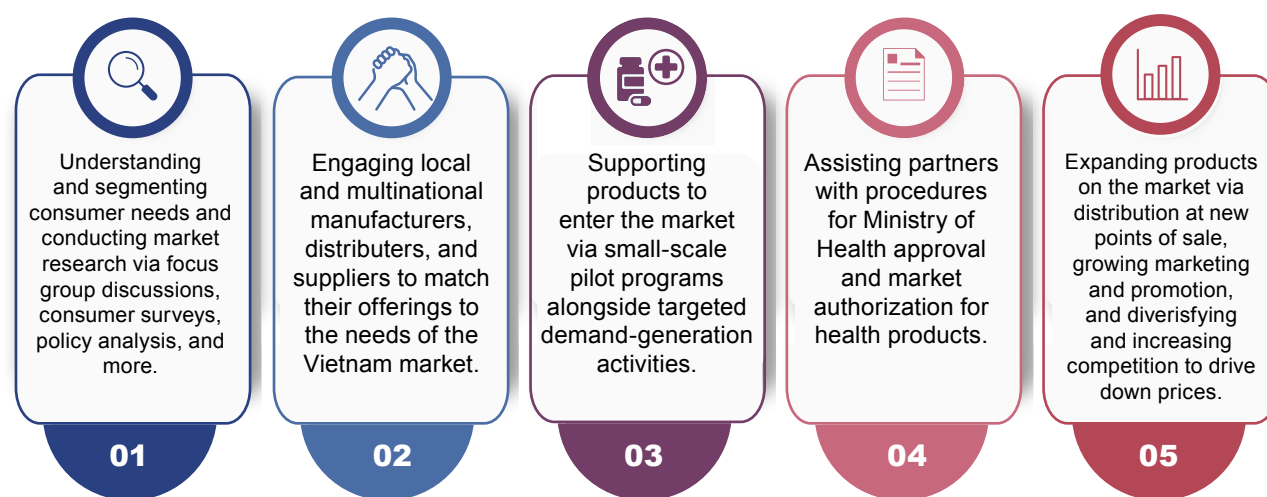 Understanding
and segmenting
consumer needs and
conducting market
research via focus
group discussions,
consumer surveys,
policy analysis, and
more.
01
Engaging local
and multinational
manufacturers,
distributers, and
suppliers to match
their offerings to
the needs of the
Vietnam market.
02
Supporting
products to
enter the market
via small-scale
pilot programs
alongside targeted
demand-generation
activities.
03
Assisting partners
with procedures
for Ministry of
Health approval
and market
authorization for
health products.
04
Expanding products
on the market via
distribution at new
points of sale,
growing marketing
and promotion,
and diverisfying
and increasing
competition to drive
down prices.
05